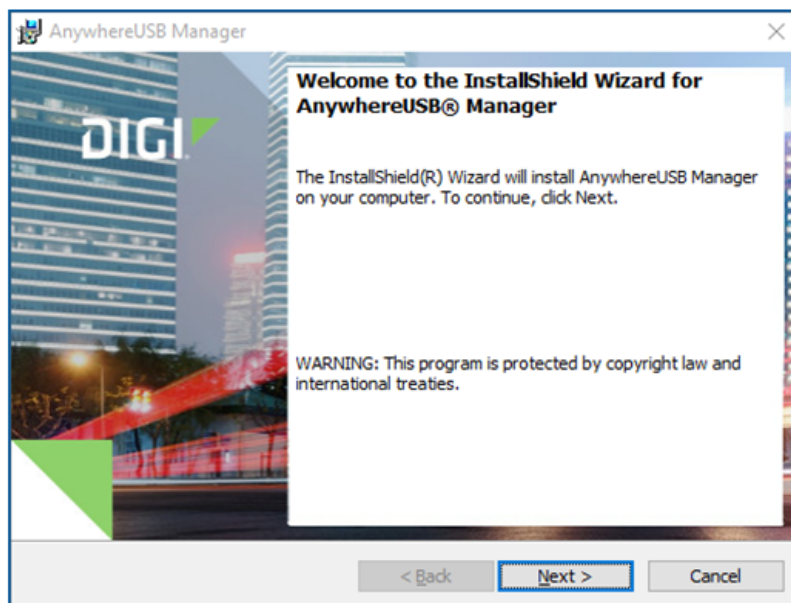 AnywhereUSB Manager
DIGI
Welcome to the InstallShield Wizard for
AnywhereUSB® Manager
The InstallShield(R) Wizard will install AnywhereUSB Manager
on your computer. To continue, click Next.
WARNING: This program is protected by copyright law and
international treaties.
< Back
Next >
Cancel